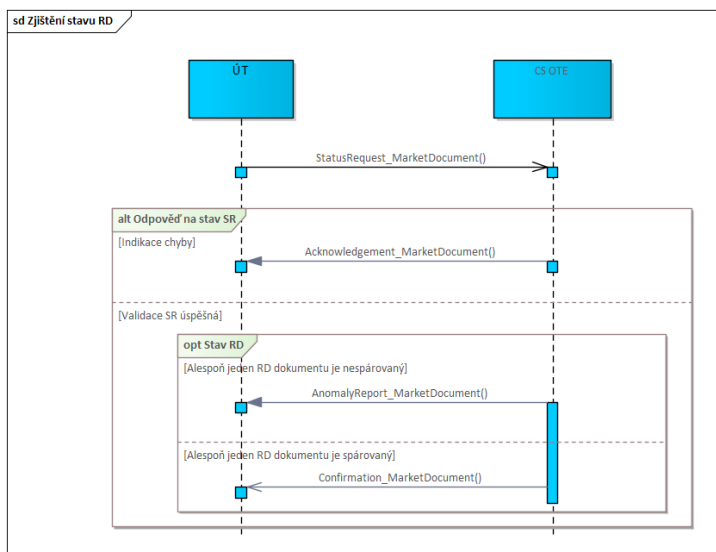 sd Zjištění stavu RD
ÚT
CS OTE
StatusRequest_MarketDocument()
alt Odpověď na stav SR
[Indikace chyby]
Acknowledgement_MarketDocument()
[Validace SR úspěšná]
opt Stav RD
[Alespoň jeden RD dokumentu je nespárovaný]
AnomalyReport_MarketDocument()
[Alespoň jeden RD dokumentu je spárovaný]
Confirmation_MarketDocument()